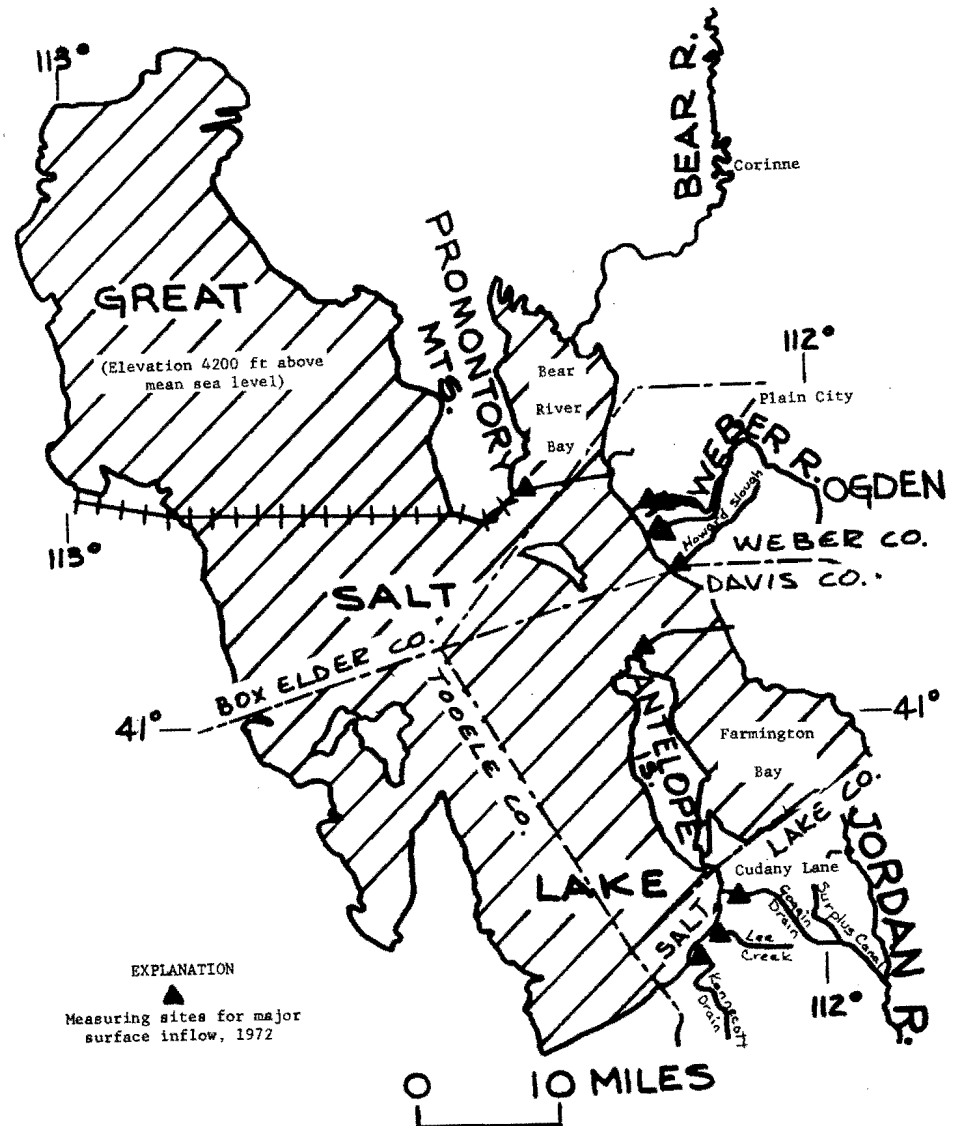 113°
BEAR R.
Corinne
PROMONTORY
MTS.
GREAT
(Elevation 4200 ft above
mean sea level)
112°
Bear
River
Bay
Plain City
WEBER R.
OGDEN
Howard Slough
113°
WEBER CO.
DAVIS CO.
SALT
BOX ELDER CO.
TOOELE CO.
41°
41°
ANTELOPE
IS.
Farmington
Bay
SALT LAKE CO.
JORDAN R.
LAKE
Cudany Lane
Goggin
Drain
Surplus Canal
Lee
Creek
Kennecott
Drain
112°
EXPLANATION
Measuring sites for major
surface inflow, 1972
0 10 MILES